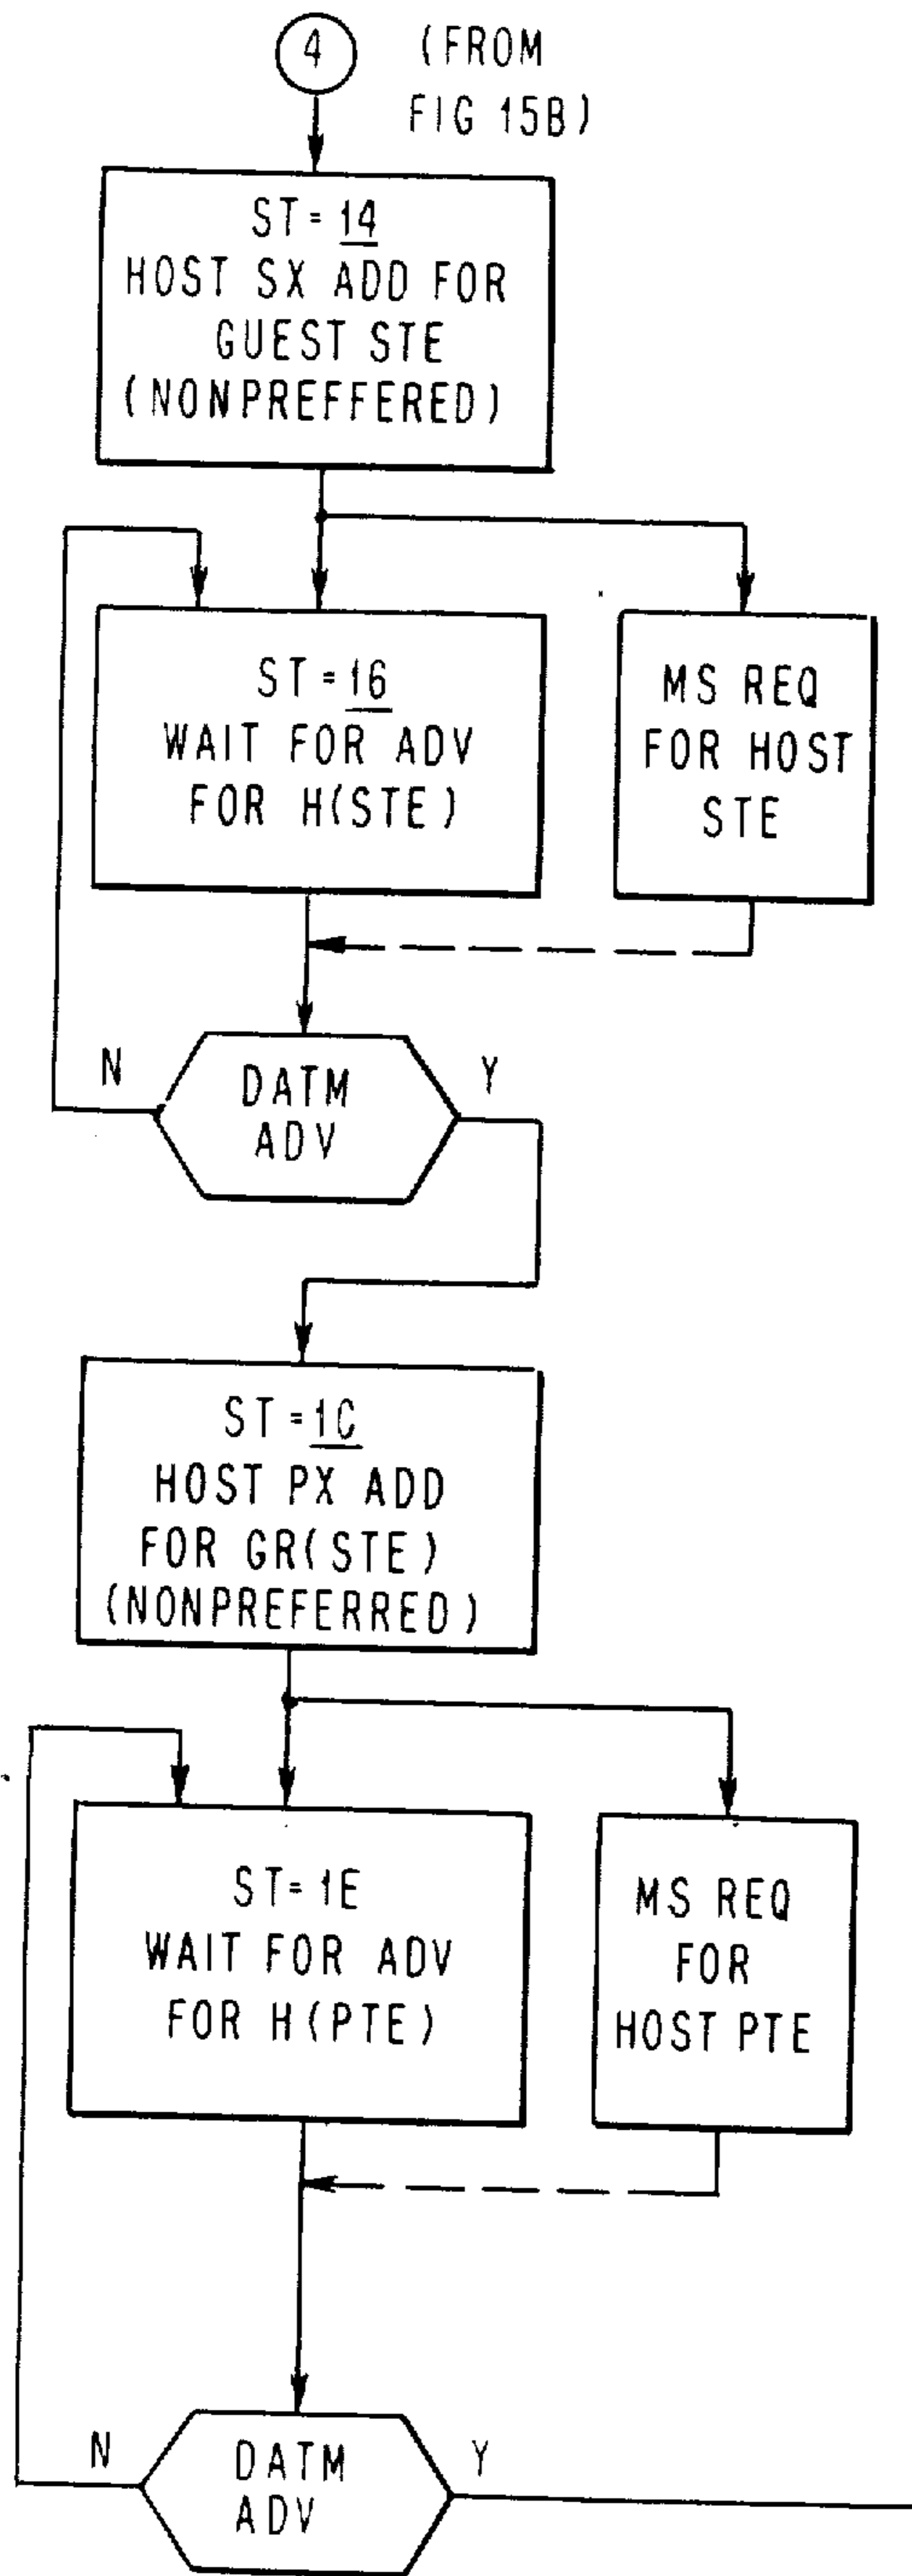 4 (FROM
FIG 15B)
ST = 14
HOST SX ADD FOR
GUEST STE
(NONPREFFERED)
ST = 16
WAIT FOR ADV
FOR H(STE)
MS REQ
FOR HOST
STE
N
DATM
ADV
Y
ST = 1C
HOST PX ADD
FOR GR(STE)
(NONPREFERRED)
ST = 1E
WAIT FOR ADV
FOR H(PTE)
MS REQ
FOR
HOST PTE
N
DATM
ADV
Y